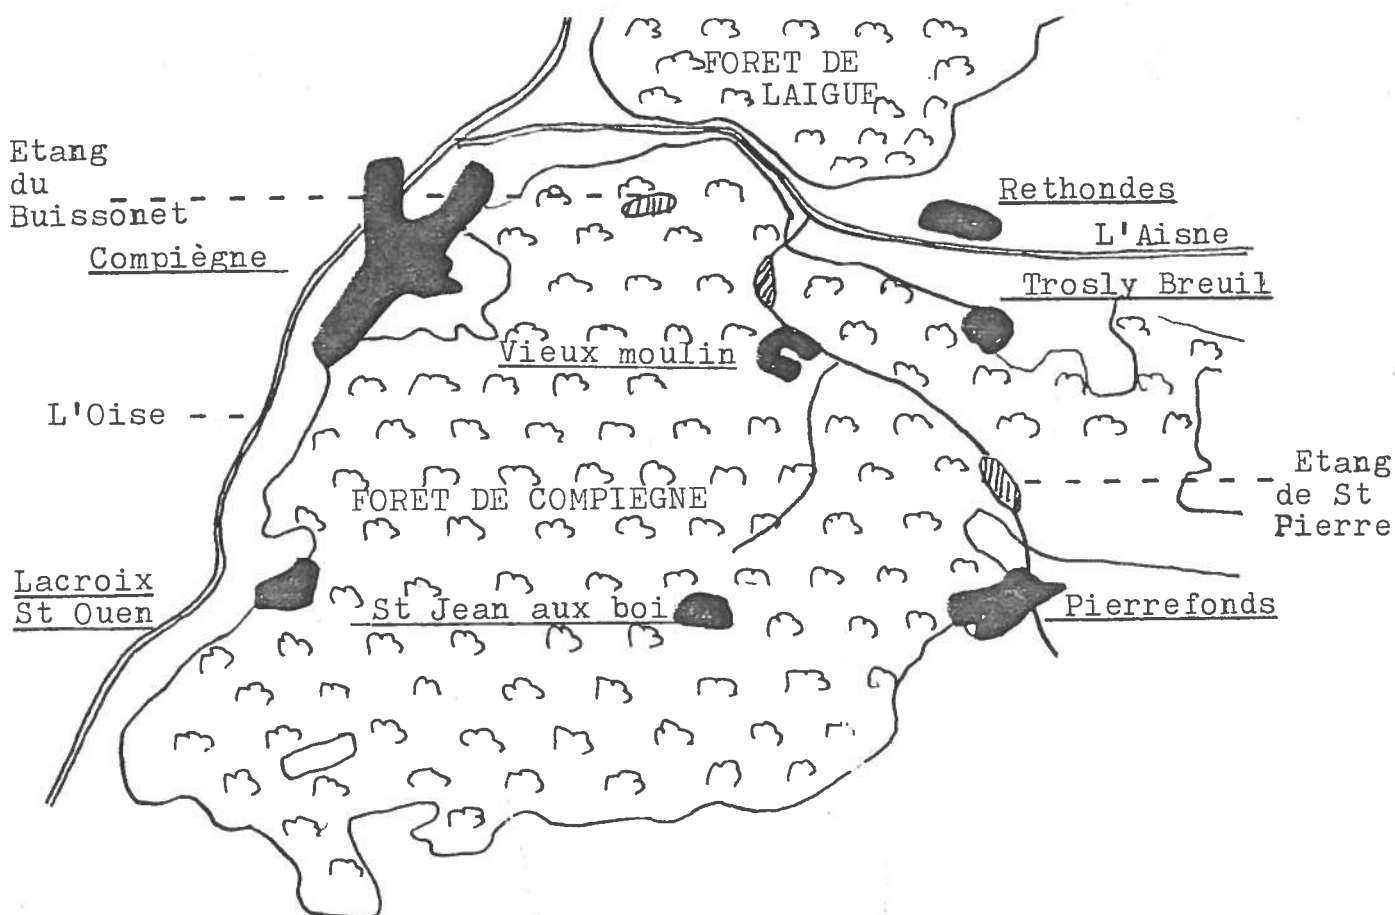 FORET DE
LAIGUE
Etang
du
Buissonet
Compiègne
Rethondes
L'Aisne
Trosly Breuil
Vieux moulin
L'Oise
FORET DE COMPIEGNE
Etang
de St
Pierre
Lacroix
St Ouen
St Jean aux boi
Pierrefonds